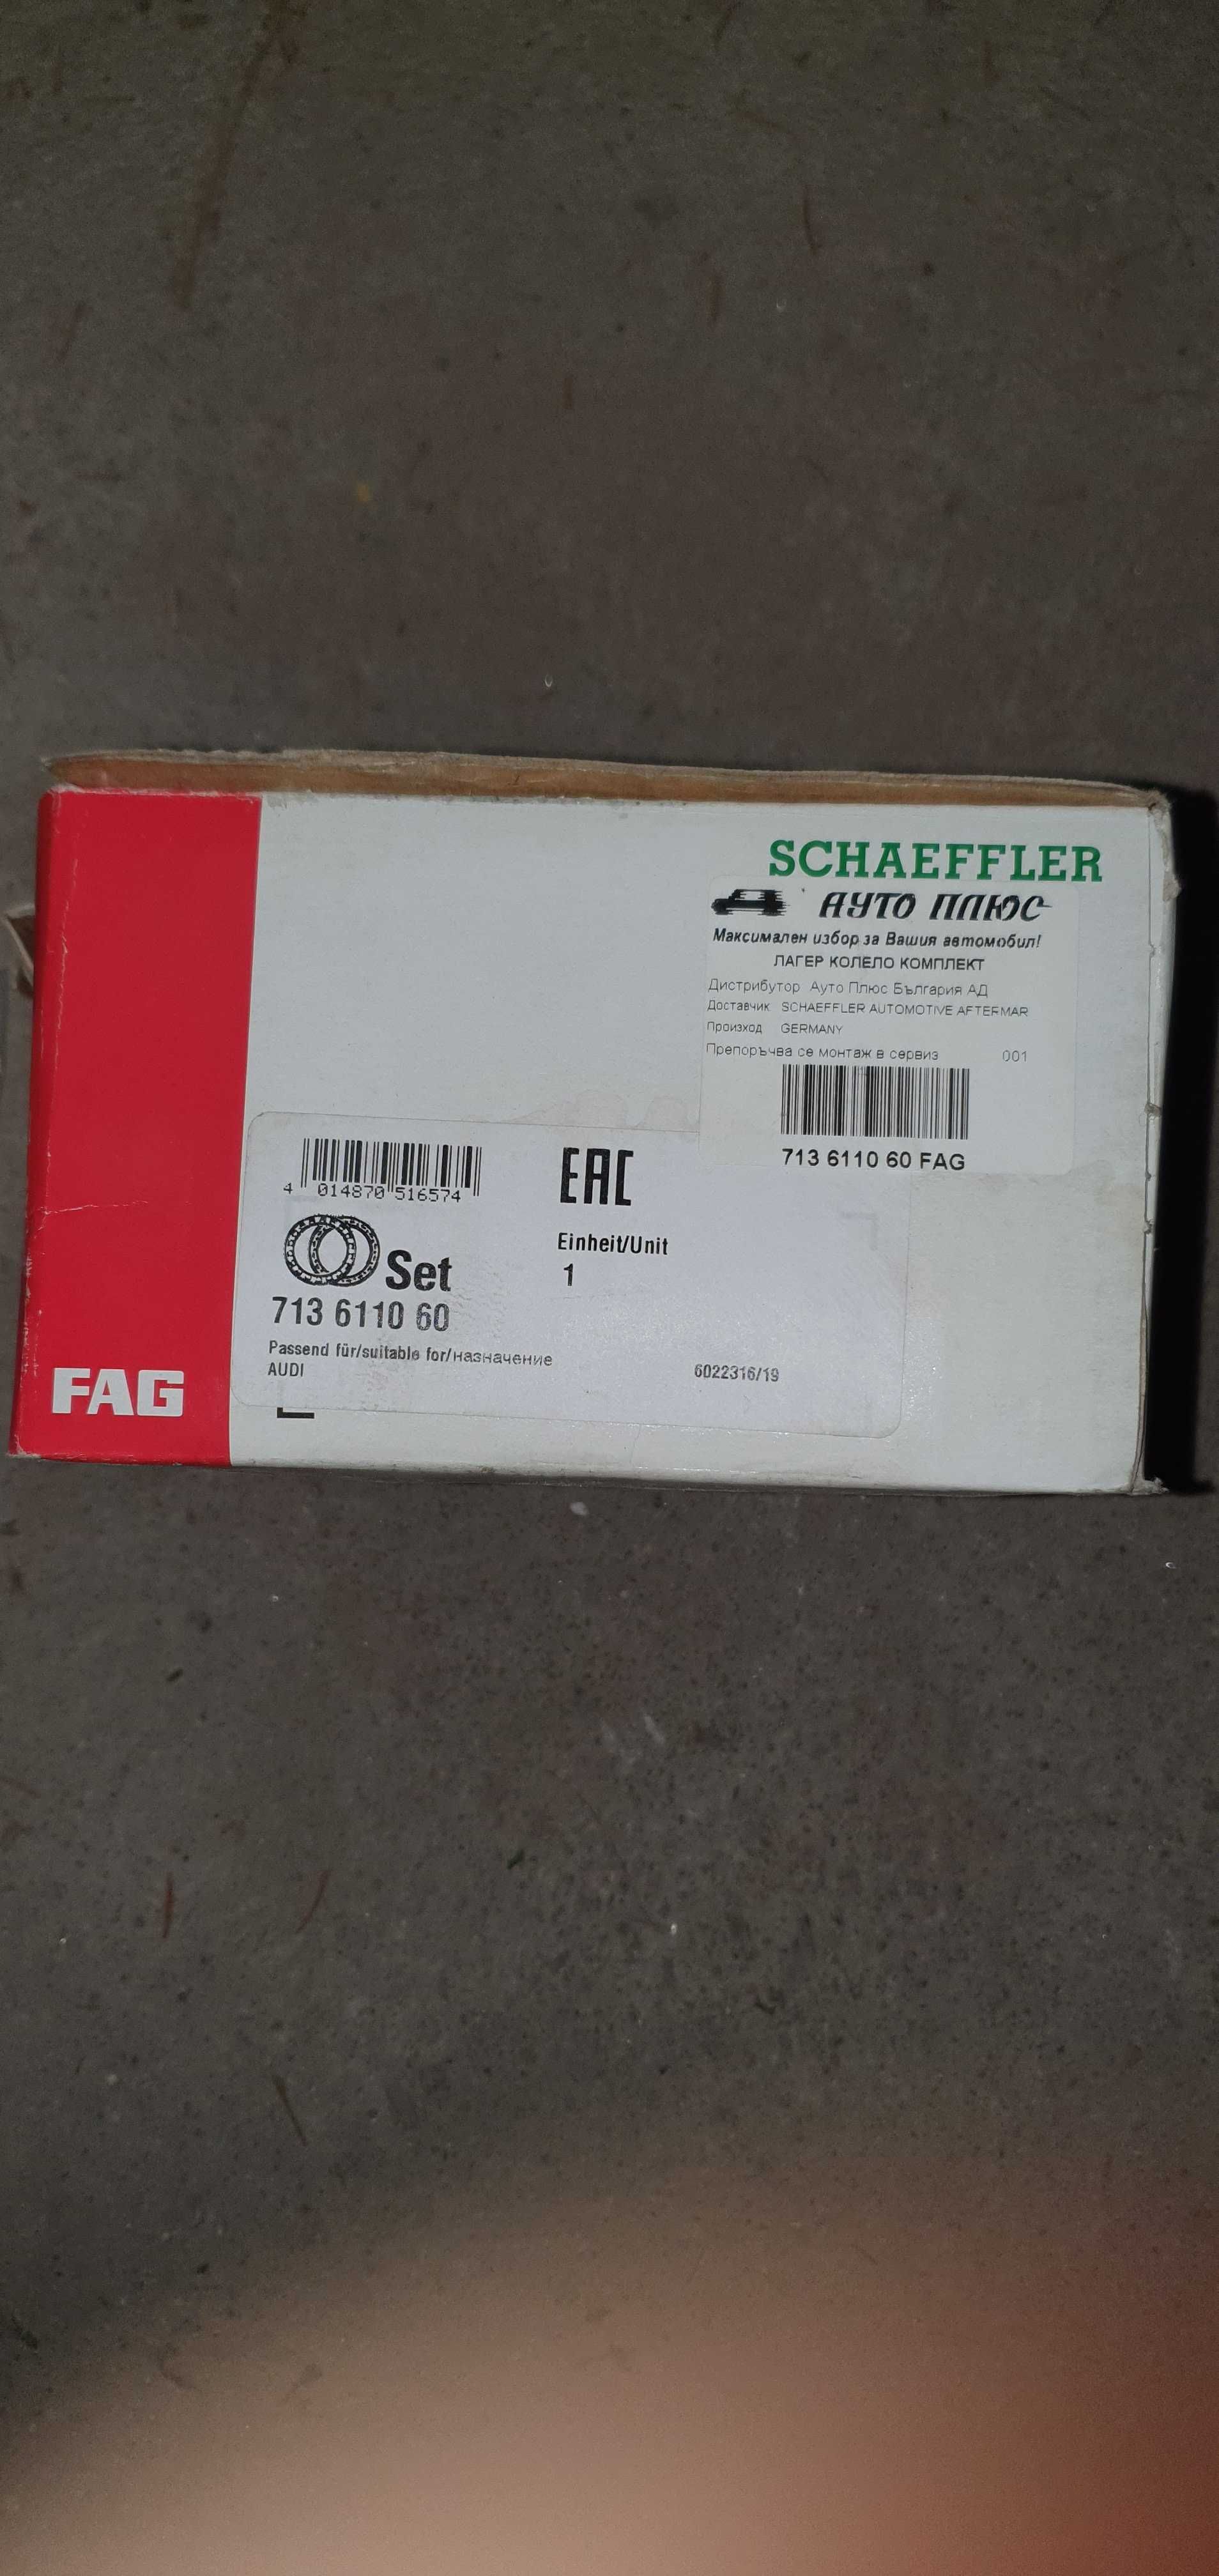 SCHAEFFLER
АУТО ПЛЮС
Максимален избор за Вашия автомобил!
ЛАГЕР КОЛЕЛО КОМПЛЕКТ
Дистрибутор Ауто Плюс България АД
Доставчик SCHAEFFLER AUTOMOTIVE AFTERMAR
Произход GERMANY
Препоръчва се монтаж в сервиз 001
713 6110 60 FAG
4 014870 516574
EAC
Set
Einheit/Unit
1
713 6110 60
Passend für/suitable for/назначение
AUDI
6022316/19
FAG